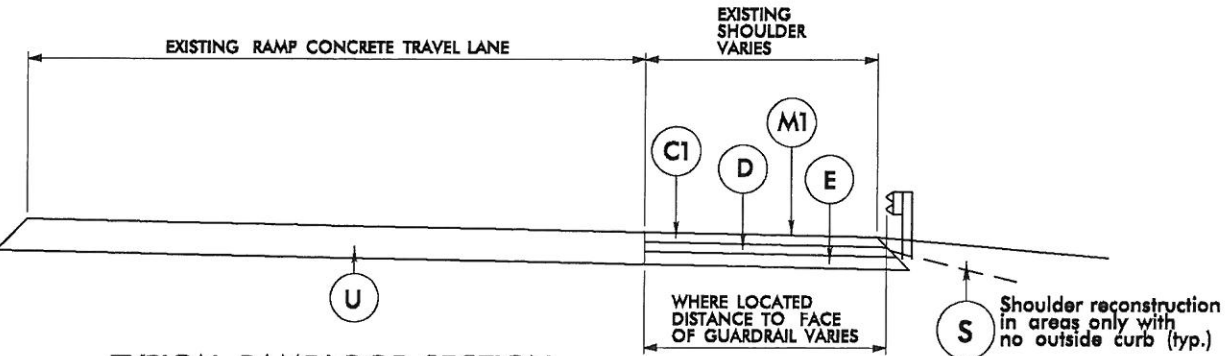 EXISTING RAMP CONCRETE TRAVEL LANE
EXISTING
SHOULDER
VARIES
M1
C1
D
E
U
WHERE LOCATED
DISTANCE TO FACE
OF GUARDRAIL VARIES
S
Shoulder reconstruction
in areas only with
no outside curb (typ.)